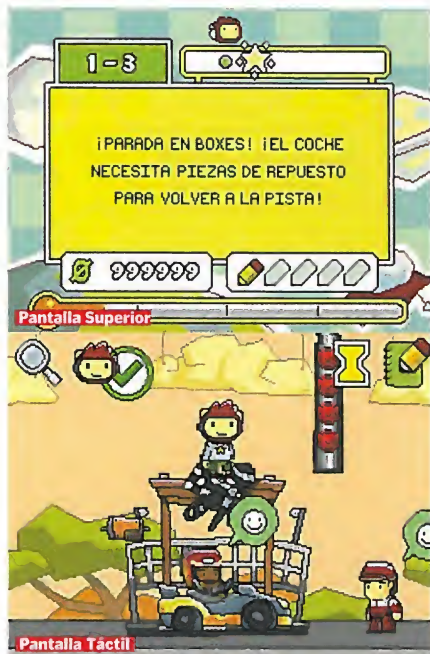 1-3
¡PARADA EN BOXES! ¡EL COCHE
NECESITA PIEZAS DE REPUESTO
PARA VOLVER A LA PISTA!
999999
Pantalla Superior
Pantalla Táctil